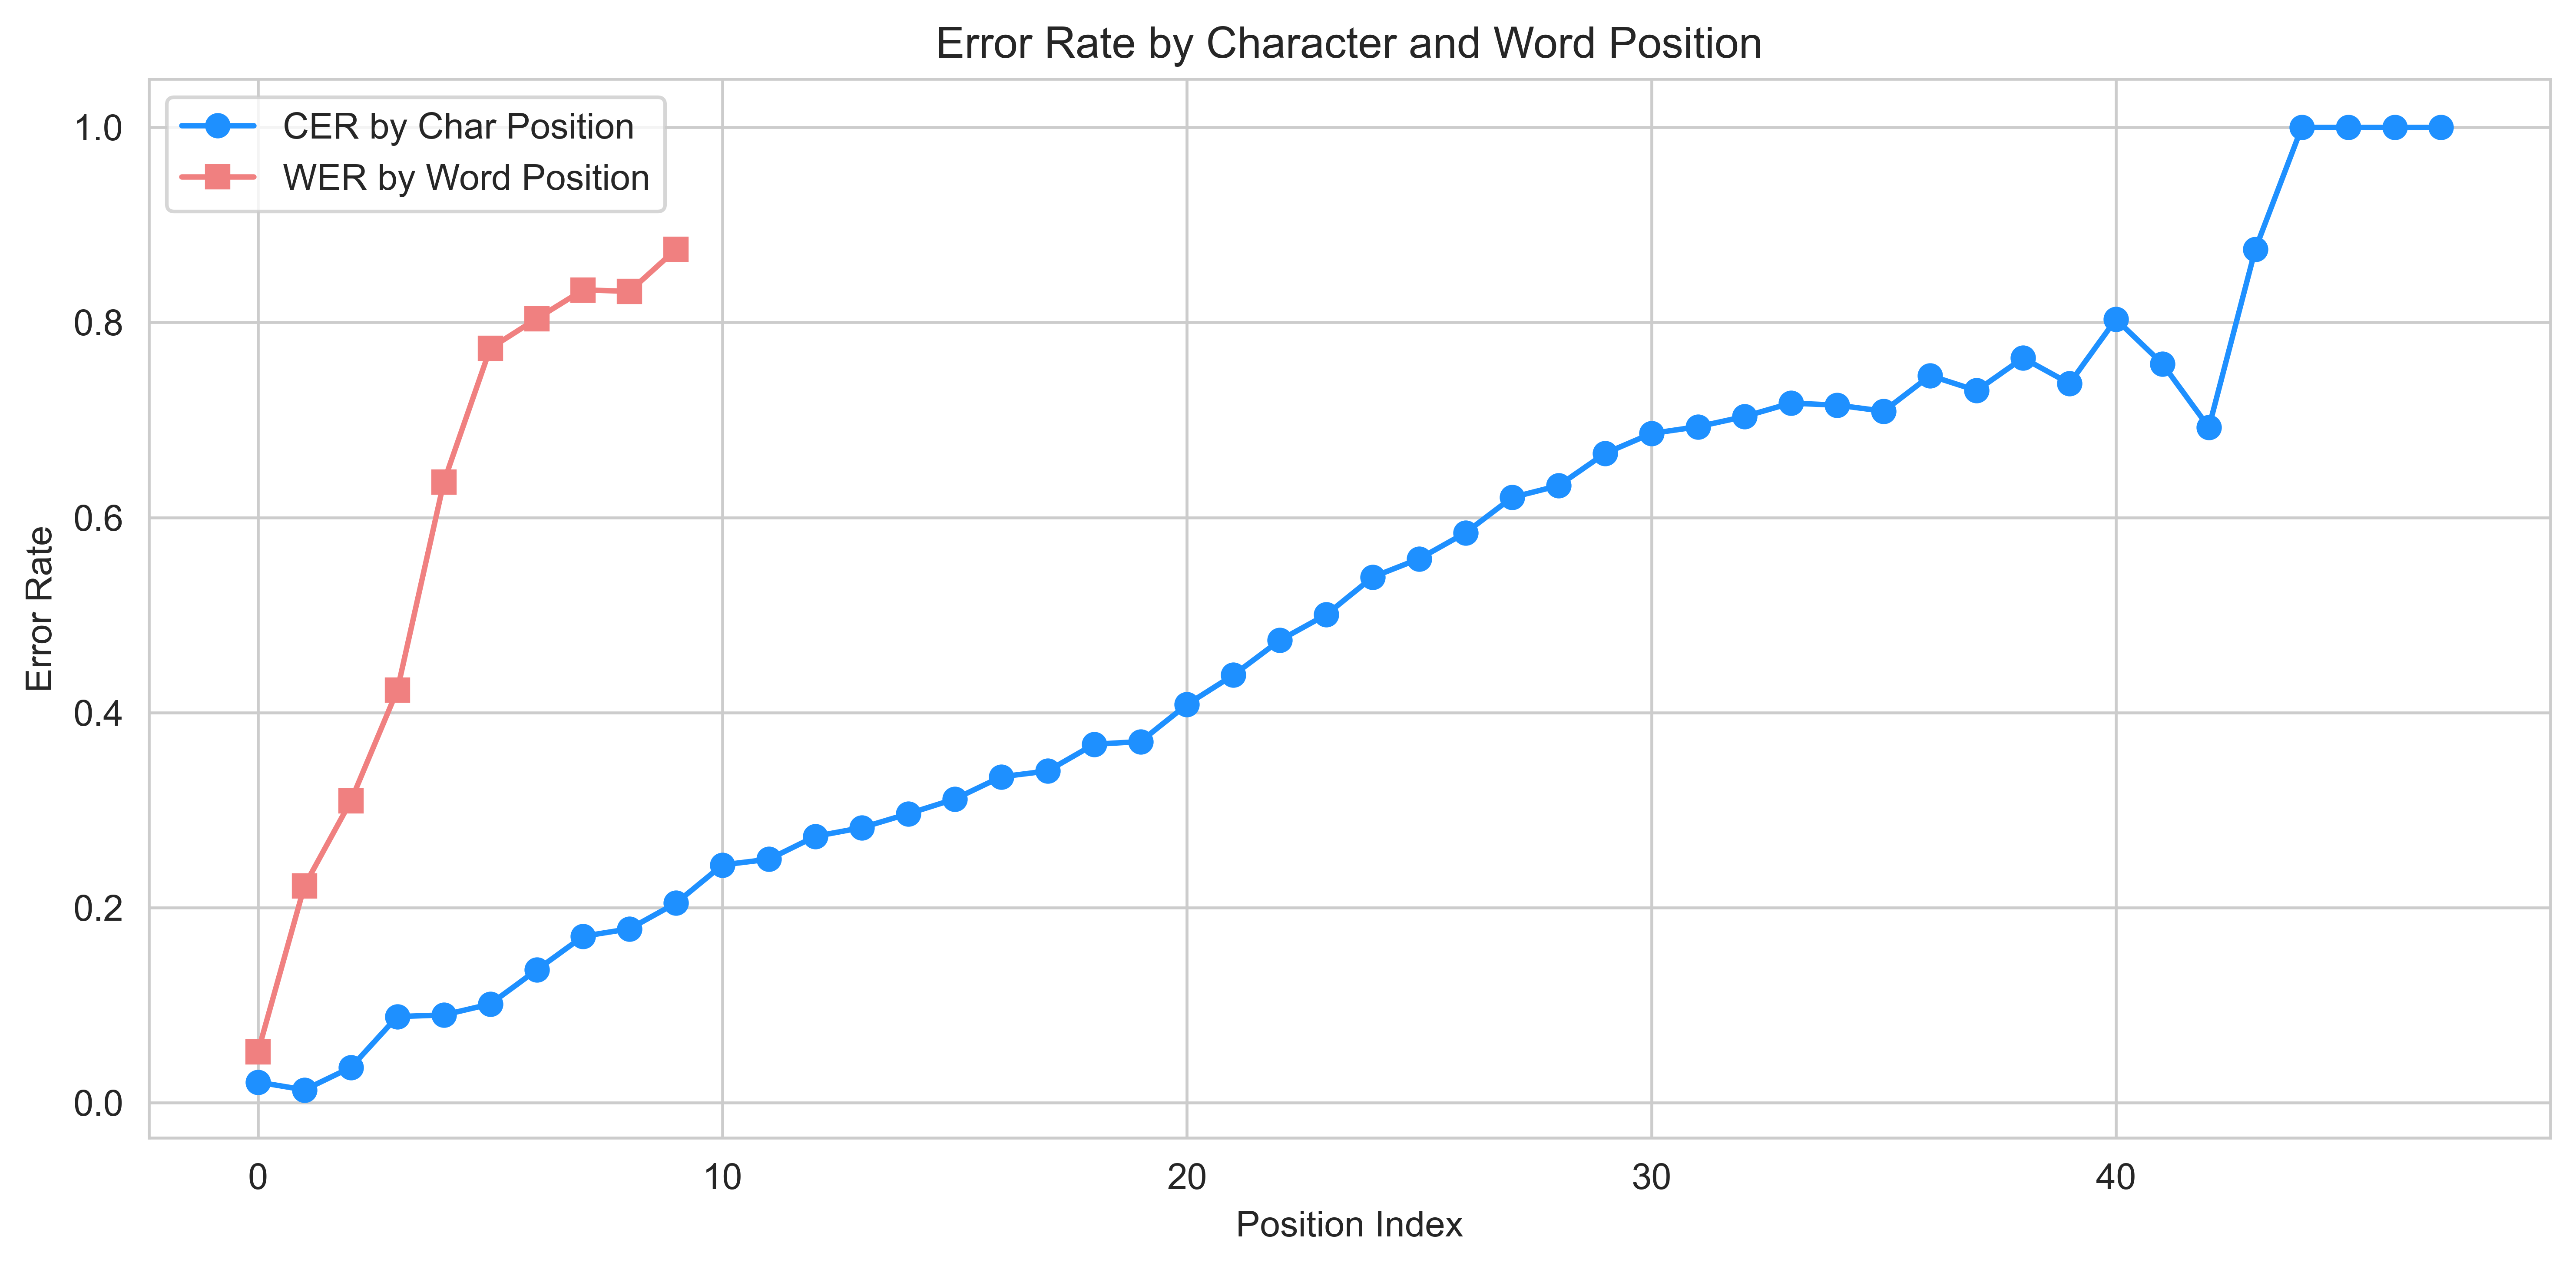 Error Rate by Character and Word Position
CER by Char Position
WER by Word Position
1.0
0.8
0.6
0.4
0.2
0.0
Error Rate
0 10 20 30 40
Position Index